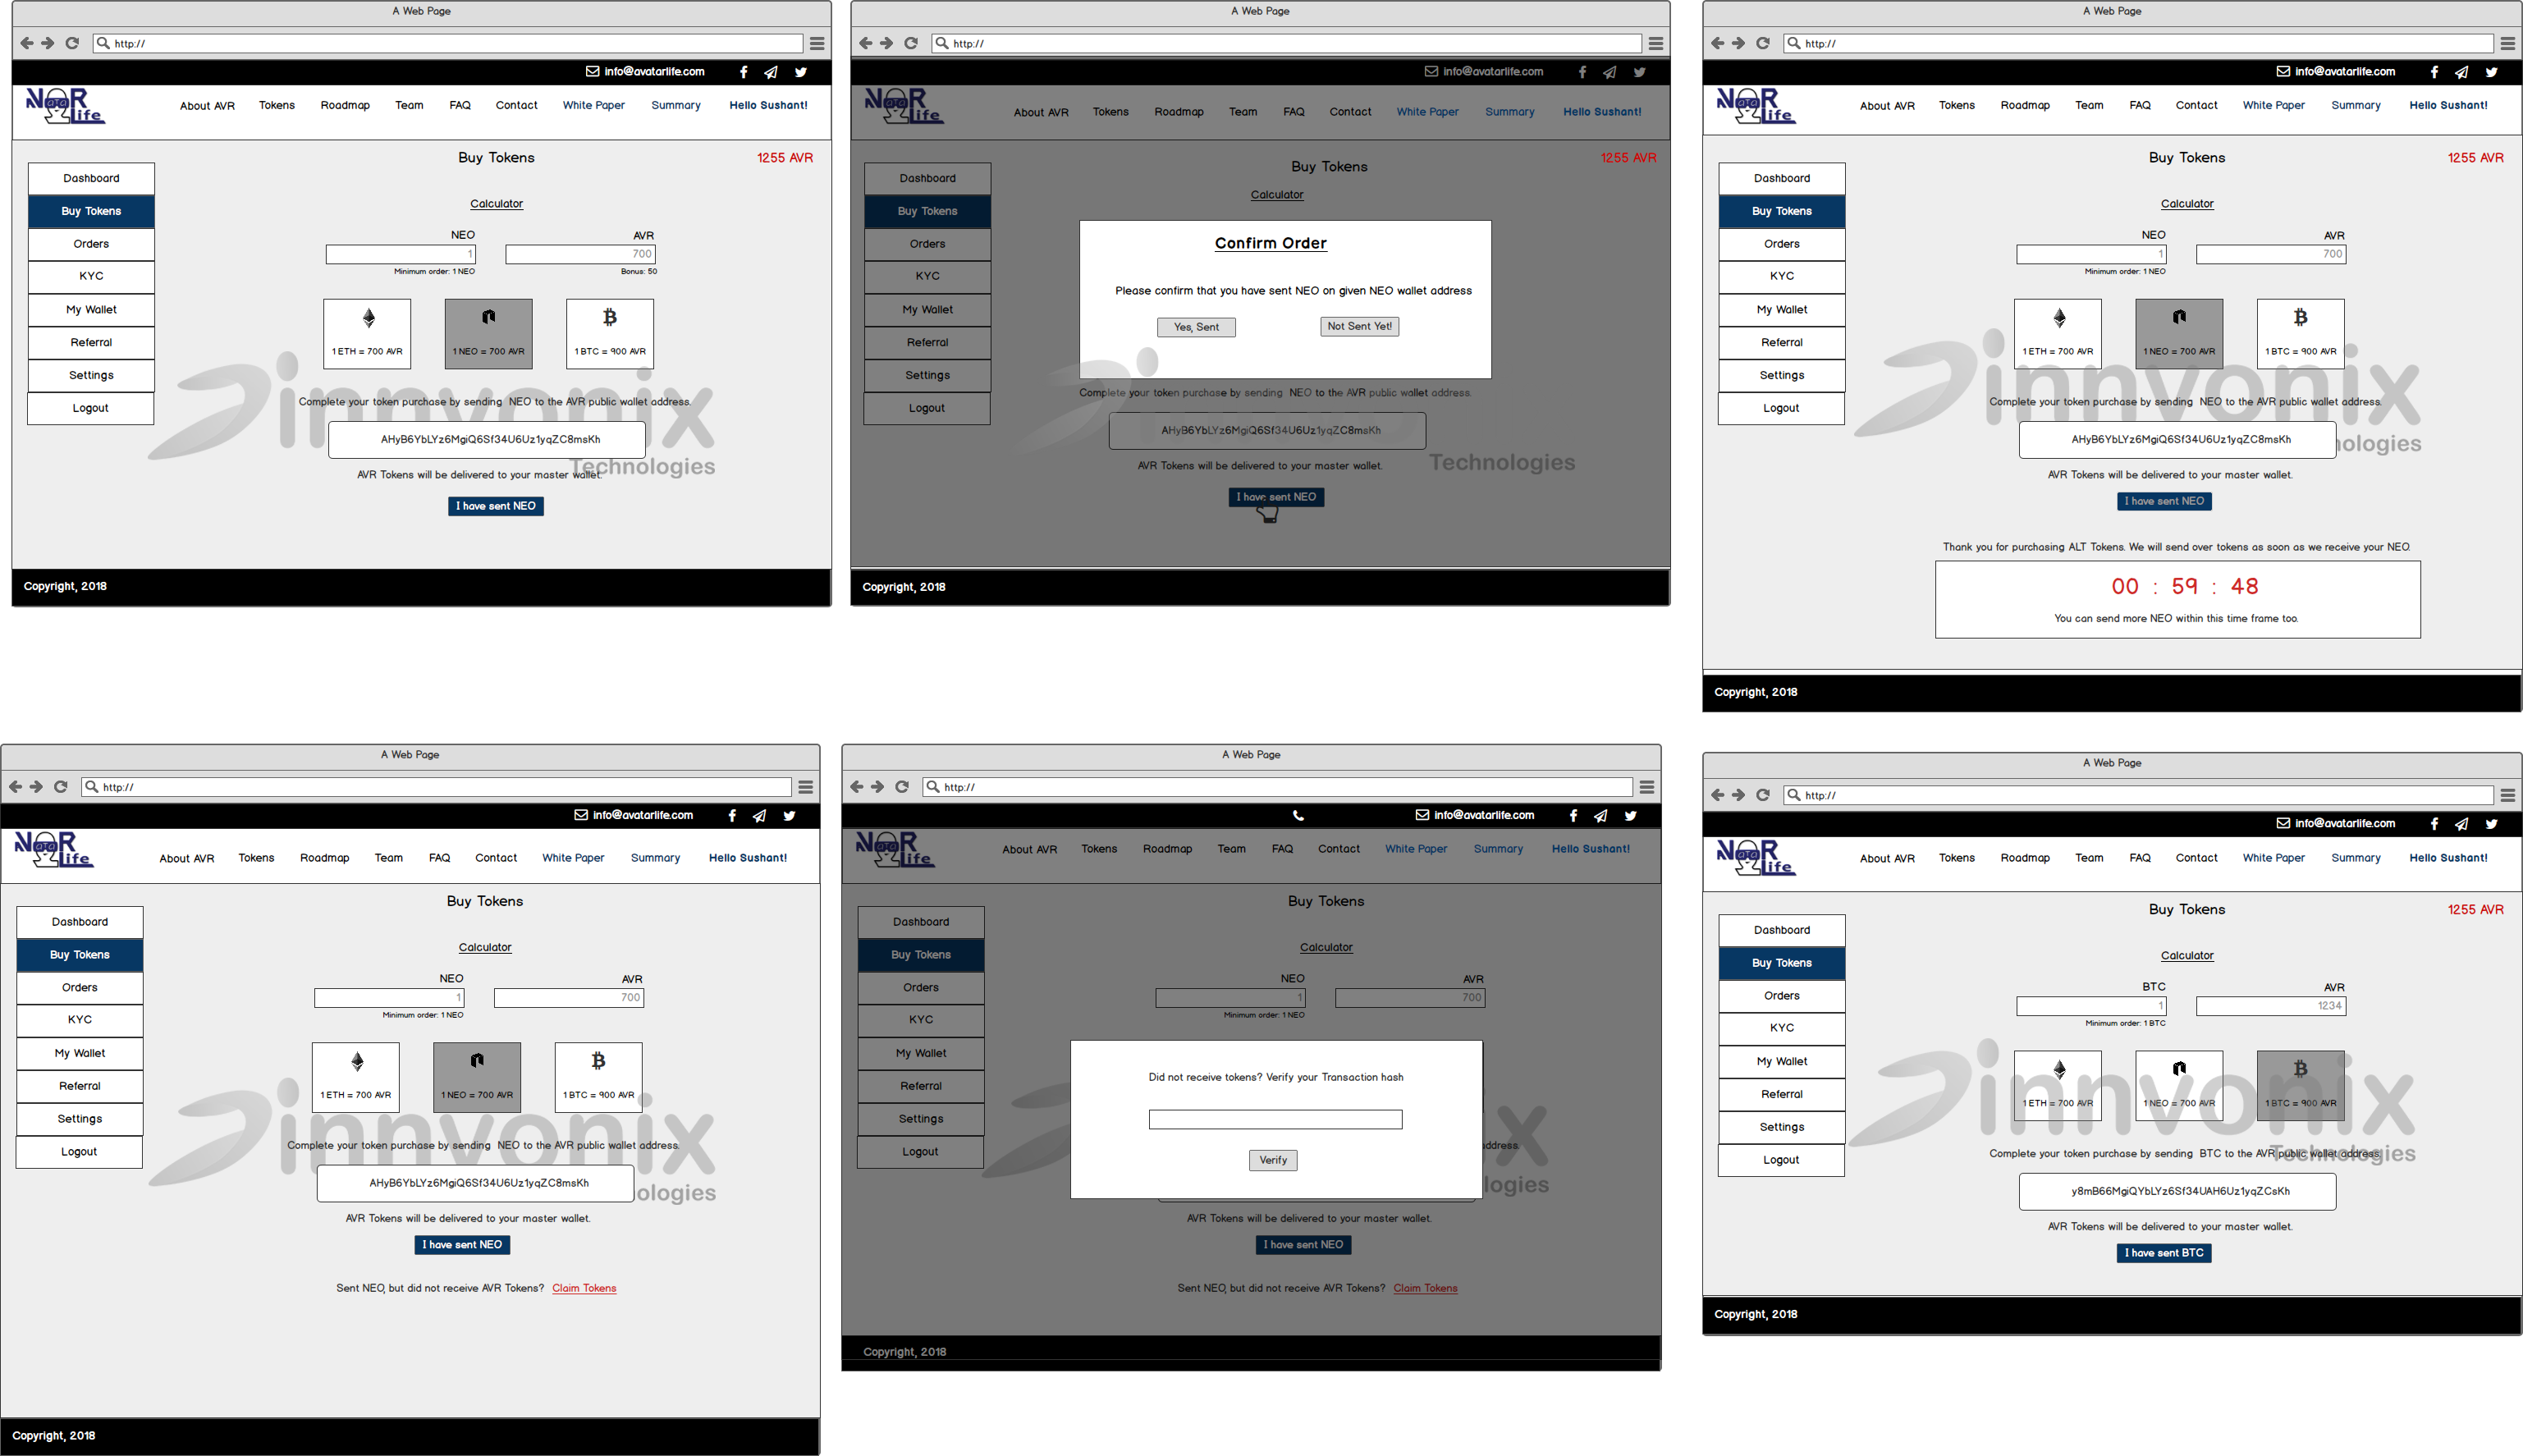 A Web Page
http://
info@avatarlife.com
NataR Life
About AVR Tokens Roadmap Team FAQ Contact White Paper Summary Hello Sushant!
Buy Tokens
1255 AVR
Dashboard
Buy Tokens
Orders
KYC
My Wallet
Referral
Settings
Logout
Calculator
NEO AVR
1 700
Minimum order: 1 NEO Bonus: 50
1 ETH = 700 AVR 1 NEO = 700 AVR 1 BTC = 900 AVR
Complete your token purchase by sending NEO to the AVR public wallet address.
AHyB6YbLYz6MgiQ6Sf34U6Uz1yqZC8msKh
AVR Tokens will be delivered to your master wallet.
I have sent NEO
innvonix
Technologies
Copyright, 2018
A Web Page
http://
info@avatarlife.com
NataR Life
About AVR Tokens Roadmap Team FAQ Contact White Paper Summary Hello Sushant!
Buy Tokens
1255 AVR
Dashboard
Buy Tokens
Orders
KYC
My Wallet
Referral
Settings
Logout
Calculator
Confirm Order
Please confirm that you have sent NEO on given NEO wallet address
Yes, Sent Not Sent Yet!
Complete your token purchase by sending NEO to the AVR public wallet address.
AHyB6YbLYz6MgiQ6Sf34U6Uz1yqZC8msKh
AVR Tokens will be delivered to your master wallet.
I have sent NEO
Technologies
Copyright, 2018
A Web Page
http://
info@avatarlife.com
NataR Life
About AVR Tokens Roadmap Team FAQ Contact White Paper Summary Hello Sushant!
Buy Tokens
1255 AVR
Dashboard
Buy Tokens
Orders
KYC
My Wallet
Referral
Settings
Logout
Calculator
NEO AVR
1 700
Minimum order: 1 NEO
1 ETH = 700 AVR 1 NEO = 700 AVR 1 BTC = 900 AVR
Complete your token purchase by sending NEO to the AVR public wallet address.
AHyB6YbLYz6MgiQ6Sf34U6Uz1yqZC8msKh
AVR Tokens will be delivered to your master wallet.
I have sent NEO
Thank you for purchasing ALT Tokens. We will send over tokens as soon as we receive your NEO.
00 : 59 : 48
You can send more NEO within this time frame too.
innvonix
nologies
Copyright, 2018
A Web Page
http://
info@avatarlife.com
NataR Life
About AVR Tokens Roadmap Team FAQ Contact White Paper Summary Hello Sushant!
Buy Tokens
Dashboard
Buy Tokens
Orders
KYC
My Wallet
Referral
Settings
Logout
Calculator
NEO AVR
1 700
Minimum order: 1 NEO
1 ETH = 700 AVR 1 NEO = 700 AVR 1 BTC = 900 AVR
Complete your token purchase by sending NEO to the AVR public wallet address.
AHyB6YbLYz6MgiQ6Sf34U6Uz1yqZC8msKh
AVR Tokens will be delivered to your master wallet.
I have sent NEO
Sent NEO, but did not receive AVR Tokens? Claim Tokens
innvonix
ologies
Copyright, 2018
A Web Page
http://
info@avatarlife.com
NataR Life
About AVR Tokens Roadmap Team FAQ Contact White Paper Summary Hello Sushant!
Buy Tokens
Dashboard
Buy Tokens
Orders
KYC
My Wallet
Referral
Settings
Logout
Calculator
NEO AVR
1 700
Minimum order: 1 NEO
Did not receive tokens? Verify your Transaction hash
Verify
address.
AVR Tokens will be delivered to your master wallet.
I have sent NEO
Sent NEO, but did not receive AVR Tokens? Claim Tokens
x
logies
Copyright, 2018
A Web Page
http://
info@avatarlife.com
NataR Life
About AVR Tokens Roadmap Team FAQ Contact White Paper Summary Hello Sushant!
Buy Tokens
1255 AVR
Dashboard
Buy Tokens
Orders
KYC
My Wallet
Referral
Settings
Logout
Calculator
BTC AVR
1 1234
Minimum order: 1 BTC
1 ETH = 700 AVR 1 NEO = 700 AVR 1 BTC = 900 AVR
Complete your token purchase by sending BTC to the AVR public wallet address.
y8mB66MgiQYbLYz6Sf34UAH6Uz1yqZCsKh
AVR Tokens will be delivered to your master wallet.
I have sent BTC
innvonix
Technologies
Copyright, 2018